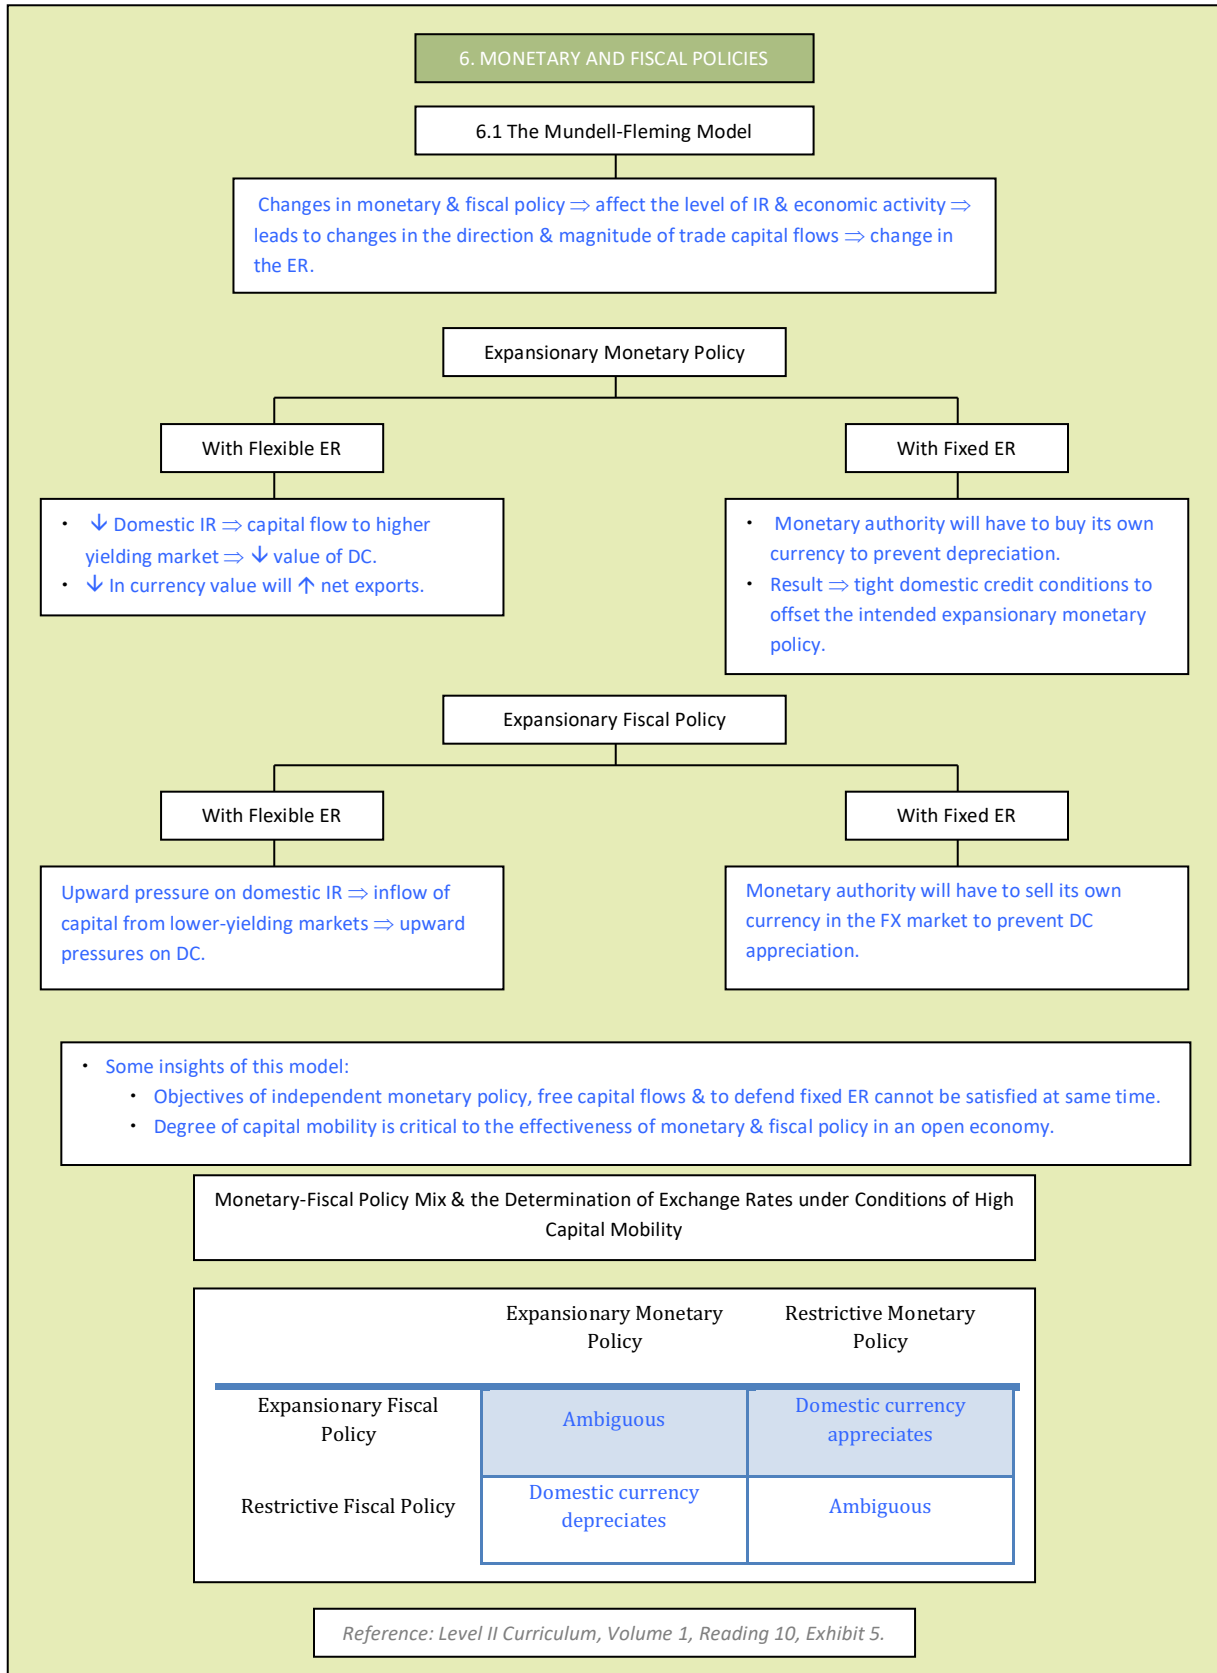 6. MONETARY AND FISCAL POLICIES
6.1 The Mundell-Fleming Model
Changes in monetary & fiscal policy ⇒ affect the level of IR & economic activity ⇒
leads to changes in the direction & magnitude of trade capital flows ⇒ change in
the ER.
Expansionary Monetary Policy
With Flexible ER
• ↓ Domestic IR ⇒ capital flow to higher
yielding market ⇒ ↓ value of DC.
• ↓ In currency value will ↑ net exports.
With Fixed ER
• Monetary authority will have to buy its own
currency to prevent depreciation.
• Result ⇒ tight domestic credit conditions to
offset the intended expansionary monetary
policy.
Expansionary Fiscal Policy
With Flexible ER
Upward pressure on domestic IR ⇒ inflow of
capital from lower-yielding markets ⇒ upward
pressures on DC.
With Fixed ER
Monetary authority will have to sell its own
currency in the FX market to prevent DC
appreciation.
• Some insights of this model:
• Objectives of independent monetary policy, free capital flows & to defend fixed ER cannot be satisfied at same time.
• Degree of capital mobility is critical to the effectiveness of monetary & fiscal policy in an open economy.
Monetary-Fiscal Policy Mix & the Determination of Exchange Rates under Conditions of High
Capital Mobility
Expansionary Monetary
Policy
Restrictive Monetary
Policy
Expansionary Fiscal
Policy
Ambiguous
Domestic currency
appreciates
Restrictive Fiscal Policy
Domestic currency
depreciates
Ambiguous
Reference: Level II Curriculum, Volume 1, Reading 10, Exhibit 5.